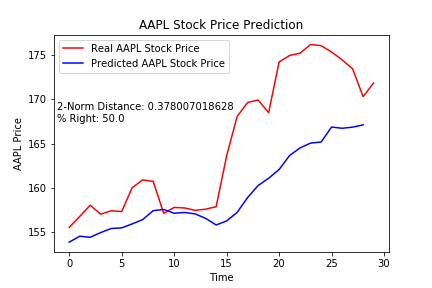 AAPL Stock Price Prediction
Real AAPL Stock Price
Predicted AAPL Stock Price
2-Norm Distance: 0.378007018628
% Right: 50.0
AAPL Price
175
170
165
160
155
0 5 10 15 20 25 30
Time